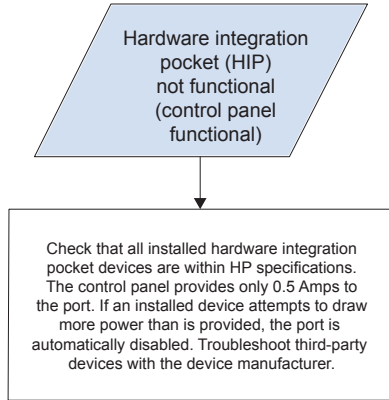 Hardware integration
pocket (HIP)
not functional
(control panel
functional)
Check that all installed hardware integration
pocket devices are within HP specifications.
The control panel provides only 0.5 Amps to
the port. If an installed device attempts to draw
more power than is provided, the port is
automatically disabled. Troubleshoot third-party
devices with the device manufacturer.